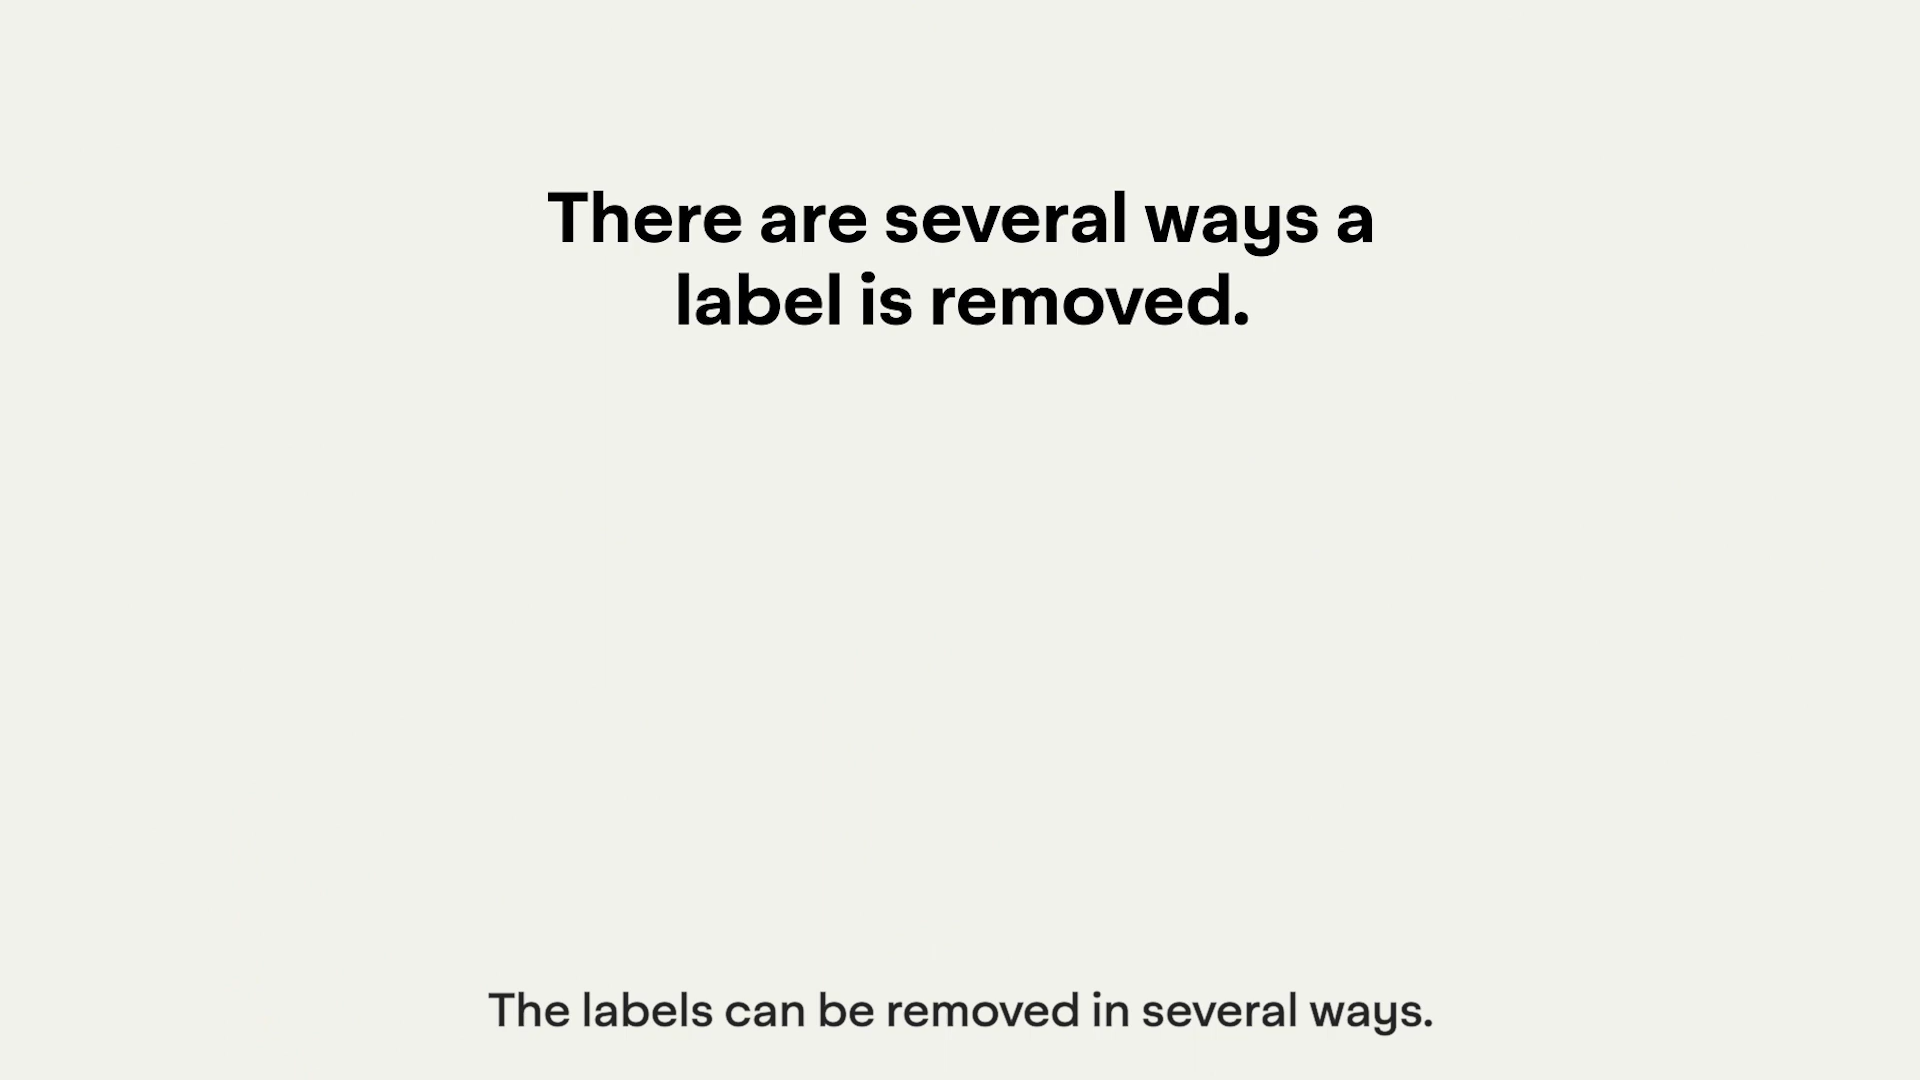 There are several ways a
label is removed.
The labels can be removed in several ways.